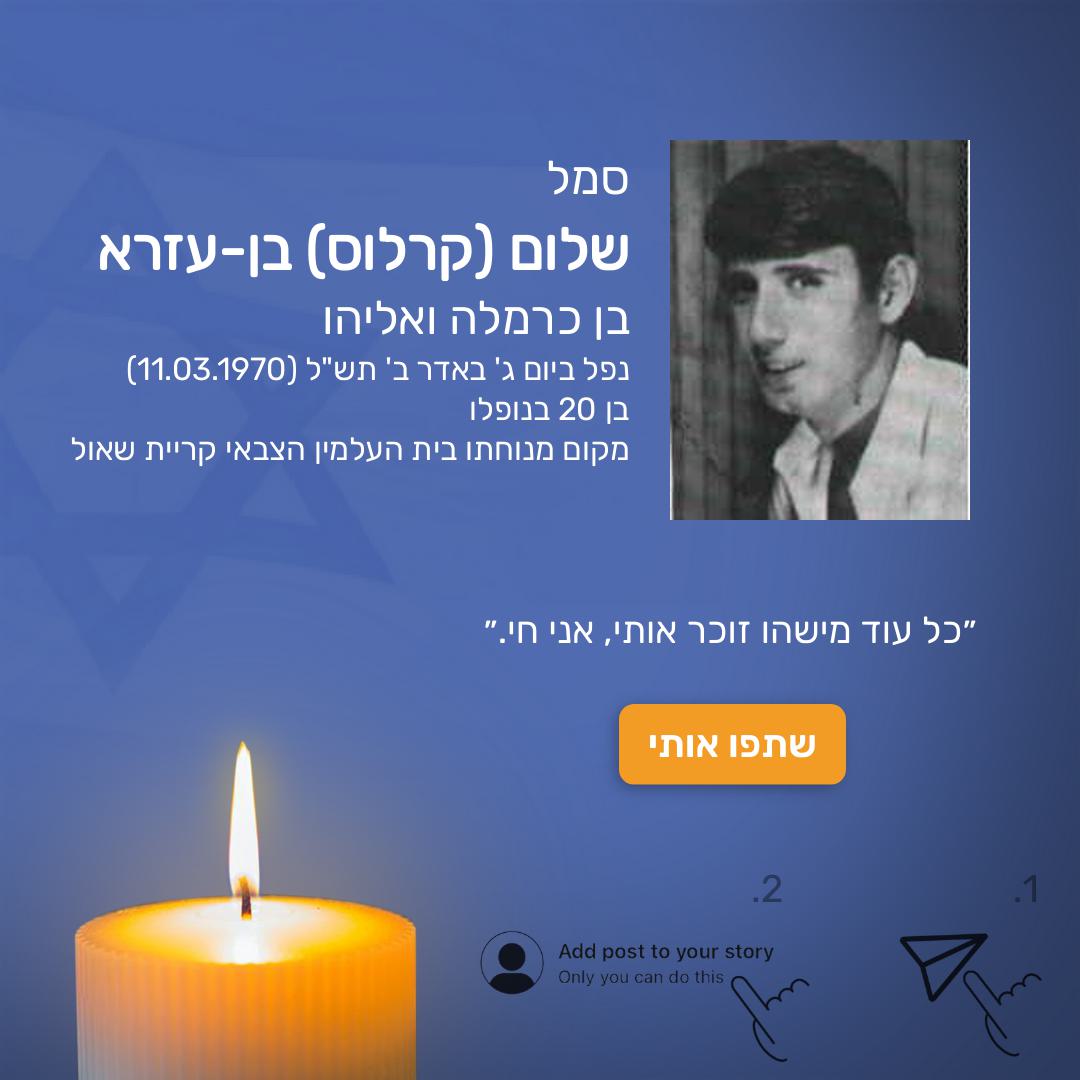 סמל
שלום (קרלוס) בן-עזרא
בן כרמלה ואליהו
נפל ביום ג' באדר ב' תש"ל (11.03.1970)
בן 20 בנופלו
מקום מנוחתו בית העלמין הצבאי קריית שאול
״כל עוד מישהו זוכר אותי, אני חי.״
שתפו אותי
1.
2.
Add post to your story
Only you can do this